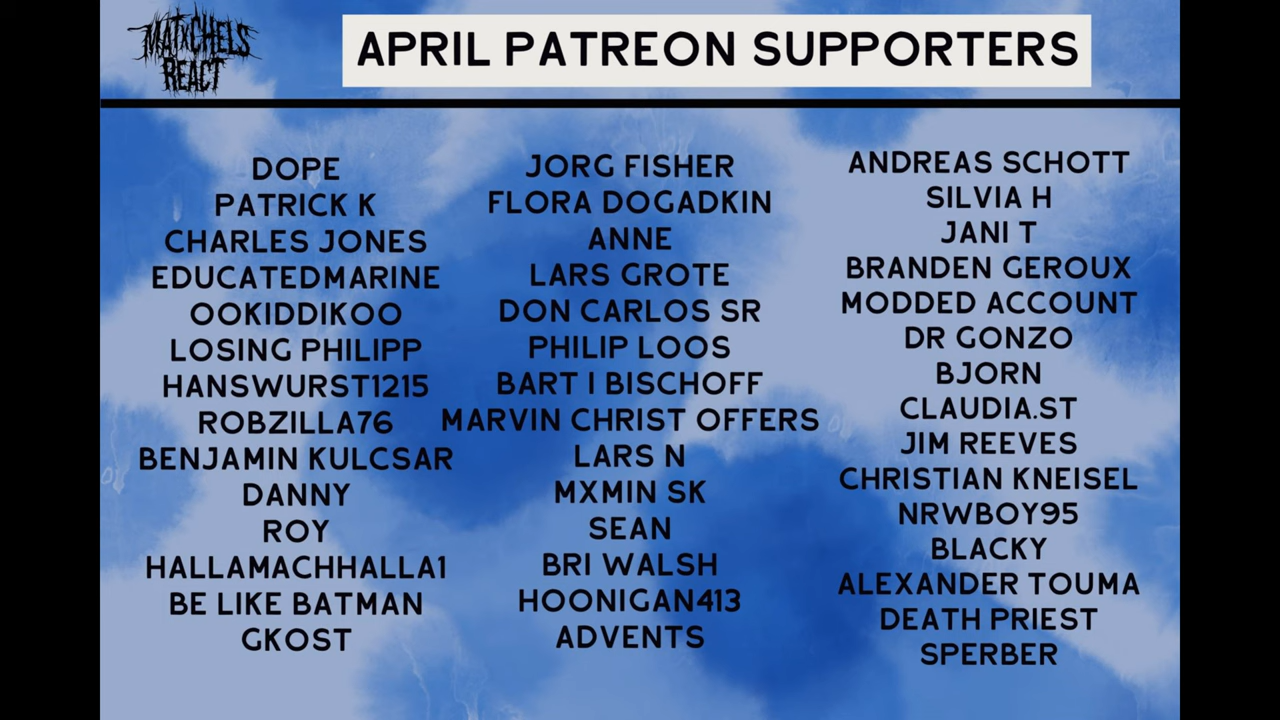 MATXCHELS
REACT
APRIL PATREON SUPPORTERS
DOPE
PATRICK K
CHARLES JONES
EDUCATEDMARINE
OOKIDDIKOO
LOSING PHILIPP
HANSWURST1215
ROBZILLA76
BENJAMIN KULCSAR
DANNY
ROY
HALLAMACHHALLA1
BE LIKE BATMAN
GKOST
JORG FISHER
FLORA DOGADKIN
ANNE
LARS GROTE
DON CARLOS SR
PHILIP LOOS
BART I BISCHOFF
MARVIN CHRIST OFFERS
LARS N
MXMIN SK
SEAN
BRI WALSH
HOONIGAN413
ADVENTS
ANDREAS SCHOTT
SILVIA H
JANI T
BRANDEN GEROUX
MODDED ACCOUNT
DR GONZO
BJORN
CLAUDIA.ST
JIM REEVES
CHRISTIAN KNEISEL
NRWBOY95
BLACKY
ALEXANDER TOUMA
DEATH PRIEST
SPERBER